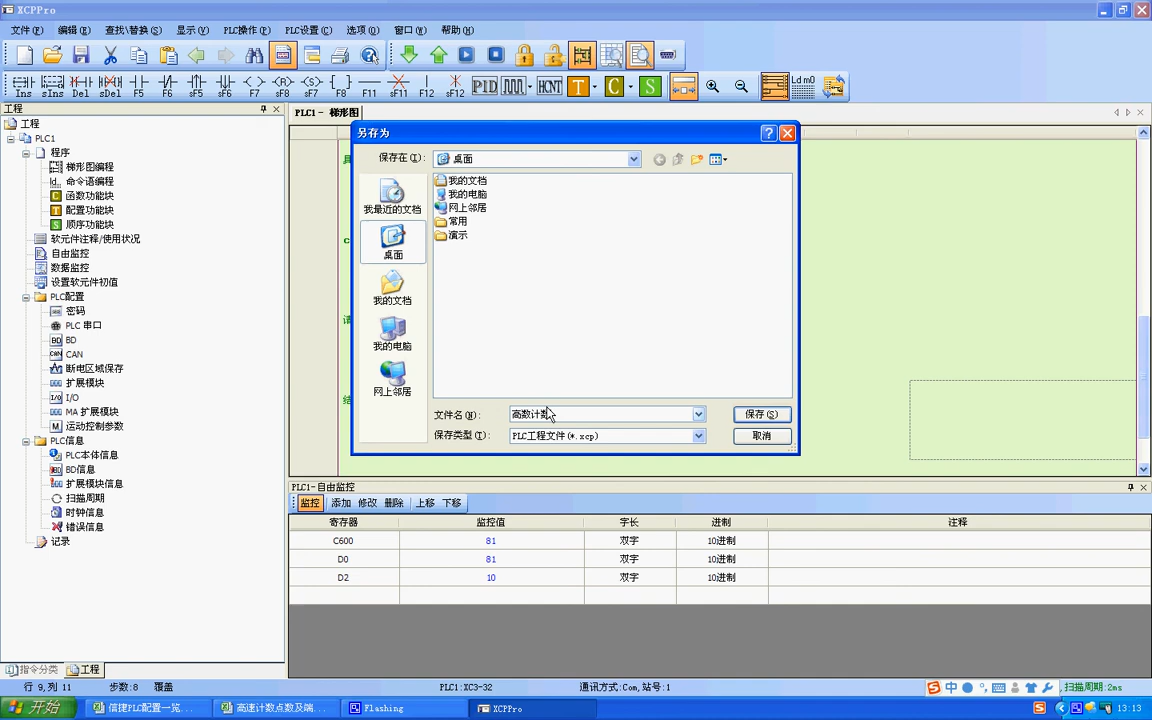 XCPPro
文件(F) 编辑(E) 查找\替换(S) 显示(V) PLC操作(P) PLC设置(C) 选项(O) 窗口(W) 帮助(H)
Ins sIns Del sDel F5 F6 sF5 sF6 F7 sF8 sF7 F8 F11 sF11 F12 sF12 PID HCNT T C S Ld m0
工程
PLC1 - 梯形图
工程
PLC1
程序
梯形图编程
命令语编程
函数功能块
配置功能块
顺序功能块
软元件注释/使用状况
自由监控
数据监控
设置软元件初值
PLC配置
密码
PLC 串口
BD
CAN
断电区域保存
扩展模块
I/O
MA 扩展模块
运动控制参数
PLC信息
PLC本体信息
BD信息
扩展模块信息
扫描周期
时钟信息
错误信息
记录
指令分类 工程
另存为
保存在(I): 桌面
我最近的文档
桌面
我的文档
我的电脑
网上邻居
我的文档
我的电脑
网上邻居
常用
演示
文件名(N): 高数计数
保存(S)
保存类型(T): PLC工程文件(*.xcp)
取消
PLC1-自由监控
监控 添加 修改 删除 上移 下移
寄存器 监控值 字长 进制 注释
C600 81 双字 10进制
D0 81 双字 10进制
D2 10 双字 10进制
行 9,列 11 步数:8 覆盖 PLC1:XC3-32 通讯方式:Com,站号:1 中 扫描周期:2ms
开始 信捷PLC配置一览... 高速计数点数及端... Flashing XCPPro 13:13